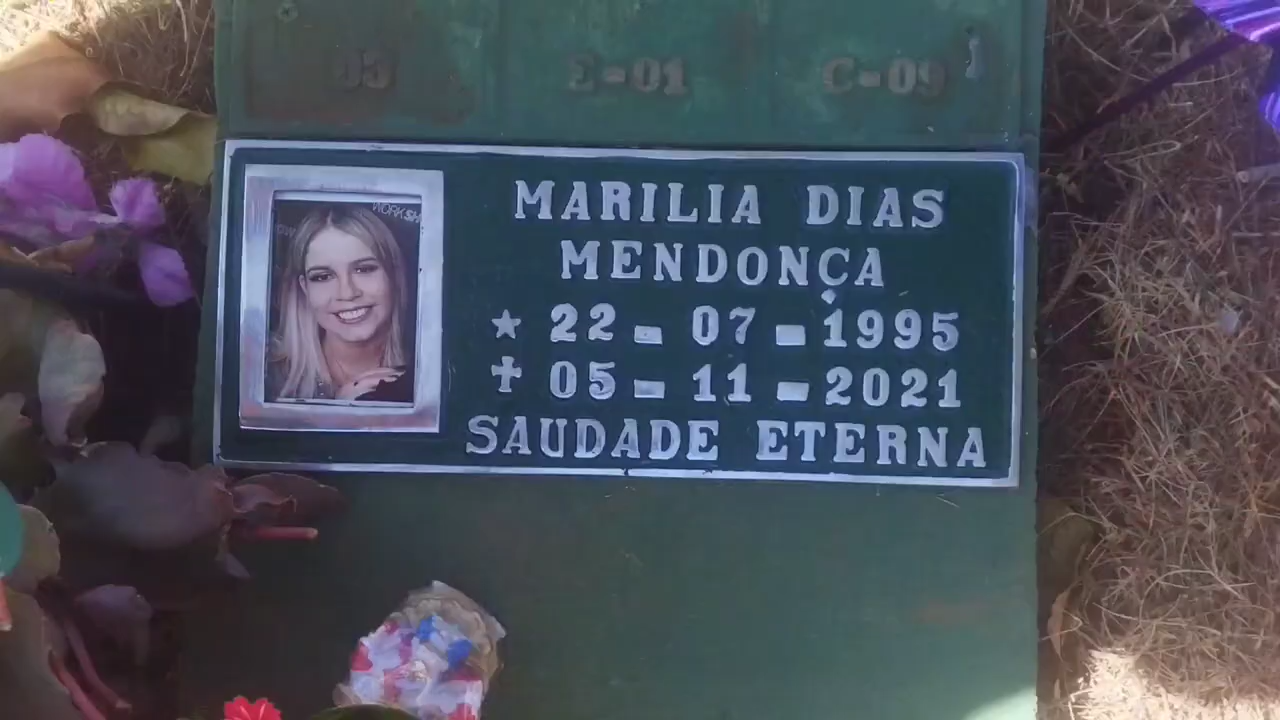 E-01 C-09
MARILIA DIAS
MENDONÇA
★ 22 - 07 - 1995
✝ 05 - 11 - 2021
SAUDADE ETERNA